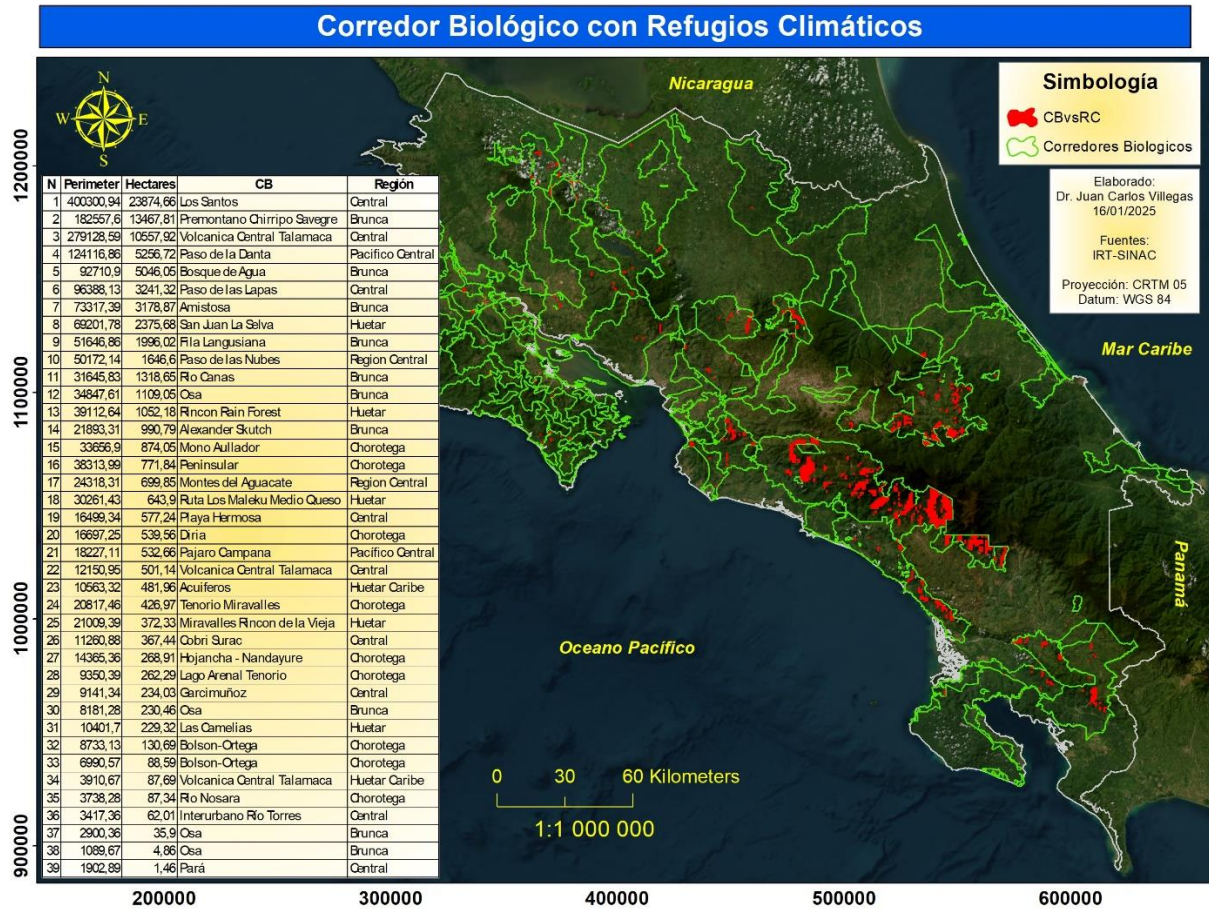 Corredor Biológico con Refugios Climáticos
N
W E
S
Nicaragua
Simbología
CBvsRC
Corredores Biologicos
Elaborado:
Dr. Juan Carlos Villegas
16/01/2025
Fuentes:
IRT-SINAC
Proyección: CRTM 05
Datum: WGS 84
Mar Caribe
Panamá
Oceano Pacífico
N Perimeter Hectares CB Región
1 400300,94 23874,66 Los Santos Central
2 182557,6 13467,81 Premontano Chirripo Savegre Brunca
3 279128,59 10557,92 Volcanica Central Talamaca Central
4 124116,86 5256,72 Paso de la Danta Pacifico Central
5 92710,9 5046,05 Bosque de Agua Brunca
6 96388,13 3241,32 Paso de las Lapas Central
7 73317,39 3178,87 Amistosa Brunca
8 69201,78 2375,68 San Juan La Selva Huetar
9 51646,86 1996,02 Fila Langusiana Brunca
10 50172,14 1646,6 Paso de las Nubes Region Central
11 31645,83 1318,65 Rio Canas Brunca
12 34847,61 1109,05 Osa Brunca
13 39112,64 1052,18 Rincon Rain Forest Huetar
14 21893,31 990,79 Alexander Skutch Brunca
15 33656,9 874,05 Mono Aullador Chorotega
16 38313,99 771,84 Peninsular Chorotega
17 24318,31 699,85 Montes del Aguacate Region Central
18 30261,43 643,9 Ruta Los Maleku Medio Queso Huetar
19 16499,34 577,24 Playa Hermosa Central
20 16697,25 539,56 Diria Chorotega
21 18227,11 532,66 Pajaro Campana Pacífico Central
22 12150,95 501,14 Volcanica Central Talamaca Central
23 10563,32 481,96 Acuiferos Huetar Caribe
24 20817,46 426,97 Tenorio Miravalles Chorotega
25 21009,39 372,33 Miravalles Rincon de la Vieja Huetar
26 11260,88 367,44 Cobri Surac Central
27 14365,36 268,91 Hojancha - Nandayure Chorotega
28 9350,39 262,29 Lago Arenal Tenorio Chorotega
29 9141,34 234,03 Garcimuñoz Central
30 8181,28 230,46 Osa Brunca
31 10401,7 229,32 Las Camelias Huetar
32 8733,13 130,69 Bolson-Ortega Chorotega
33 6990,57 88,59 Bolson-Ortega Chorotega
34 3910,67 87,69 Volcanica Central Talamaca Huetar Caribe
35 3738,28 87,34 Rio Nosara Chorotega
36 3417,36 62,01 Interurbano Río Torres Central
37 2900,36 35,9 Osa Brunca
38 1089,67 4,86 Osa Brunca
39 1902,89 1,46 Pará Central
0 30 60 Kilometers
1:1 000 000
1200000
1100000
1000000
900000
200000 400000 500000 600000